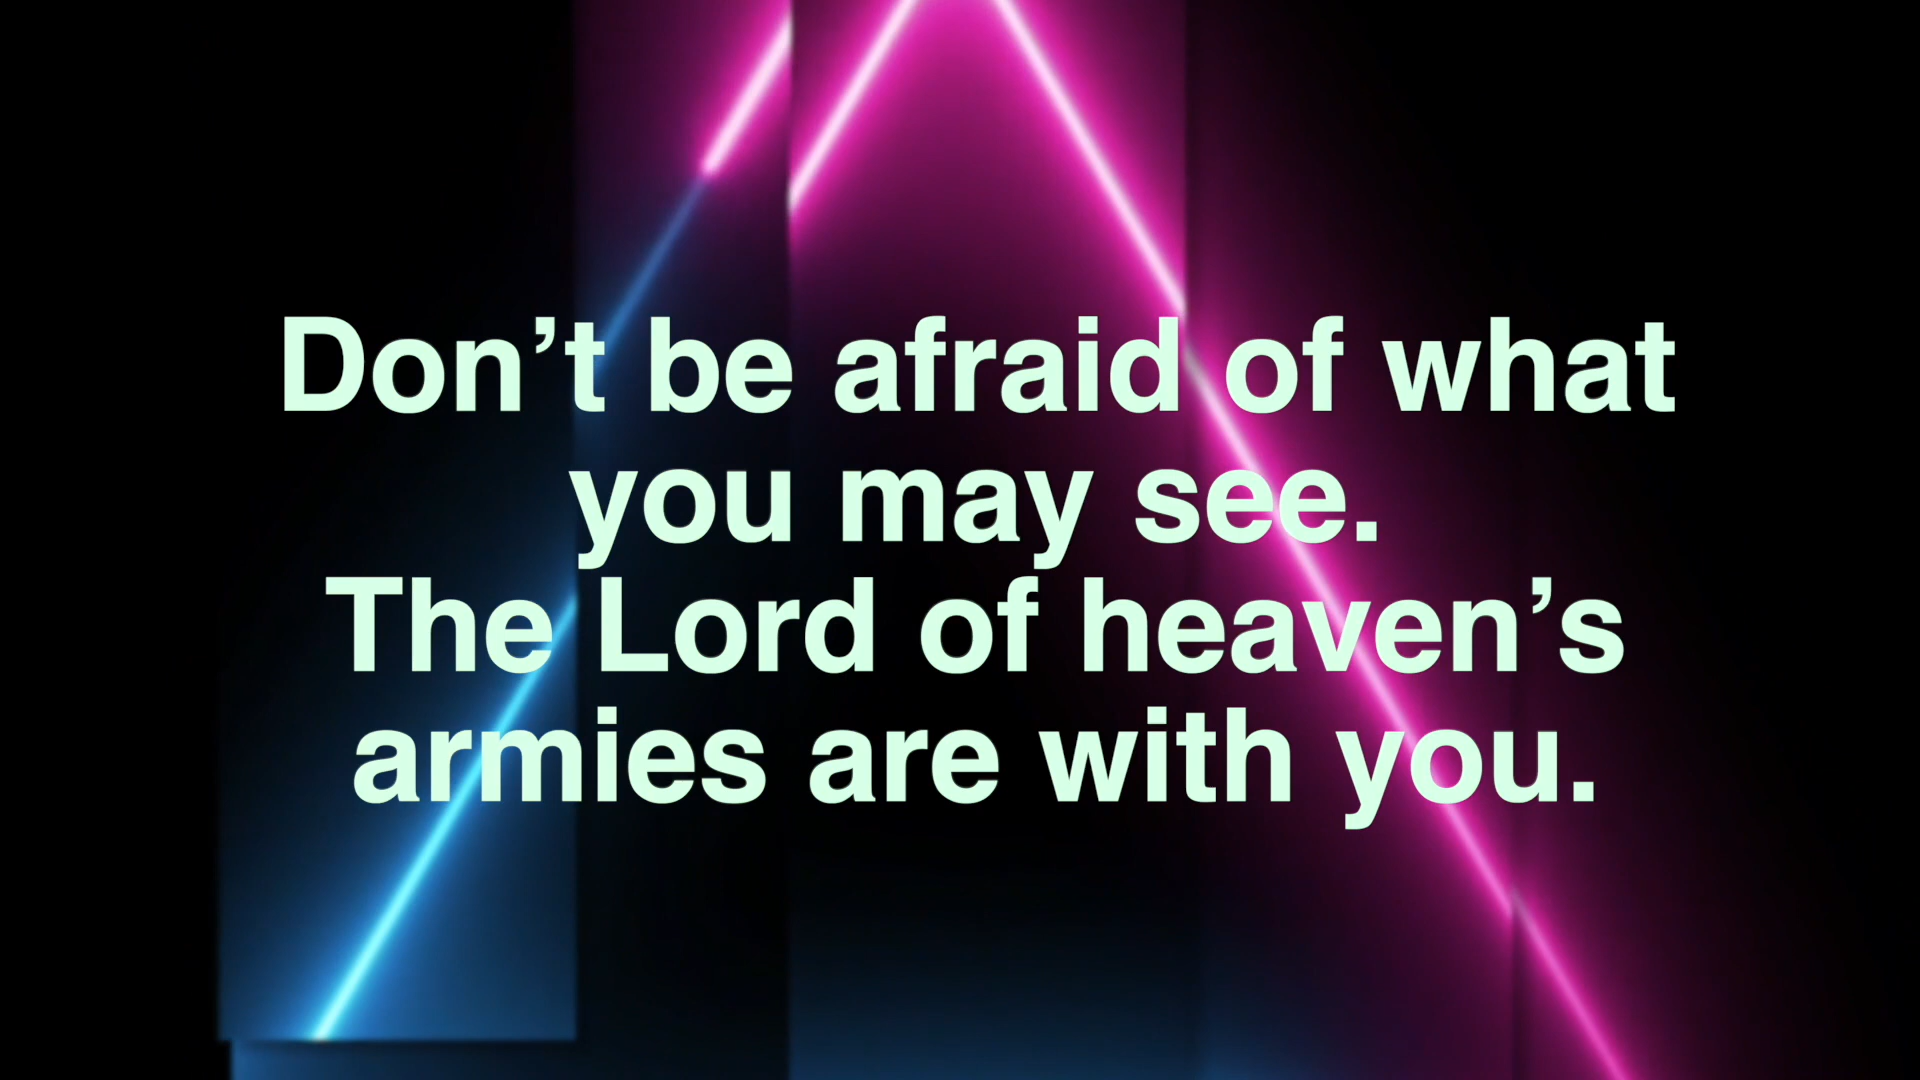 Don’t be afraid of what
you may see.
The Lord of heaven’s
armies are with you.